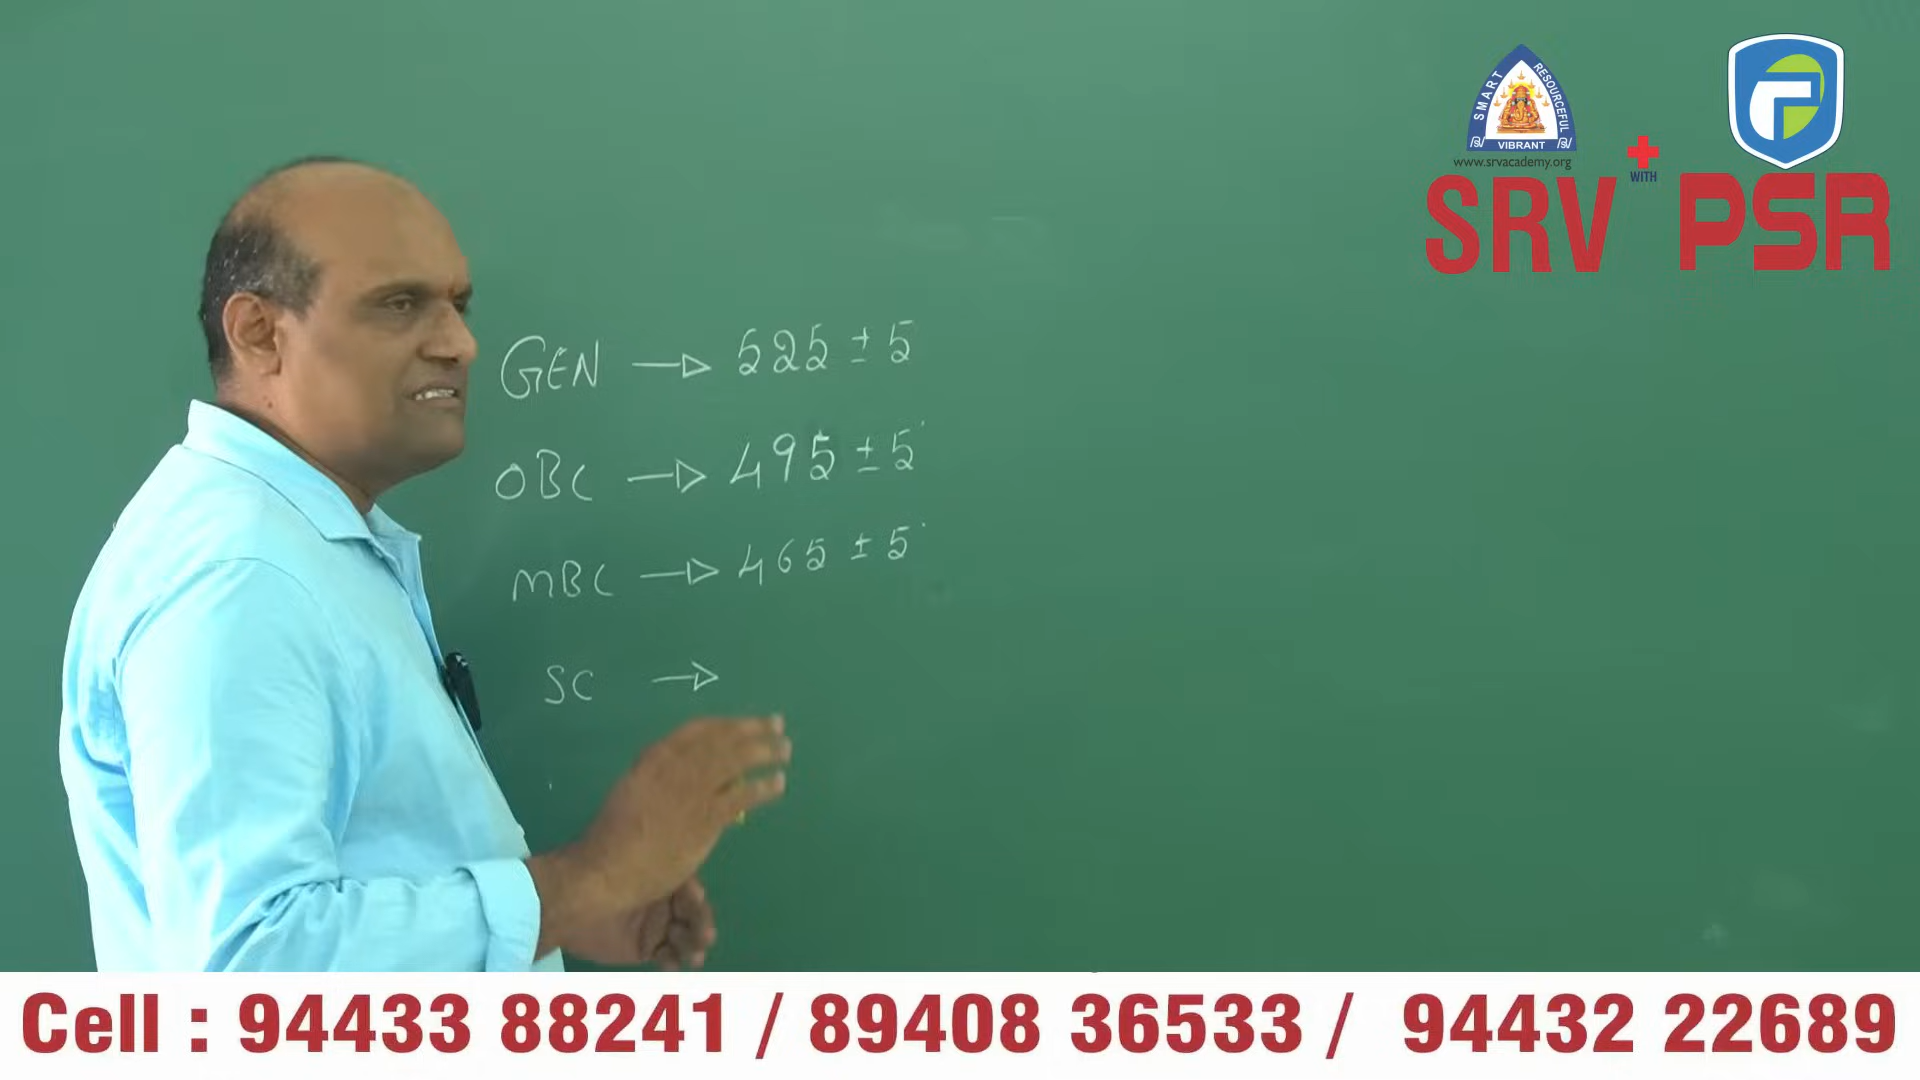 SMART RESOURCEFUL
VIBRANT
www.srvacademy.org
WITH
SRV + PSR
GEN → 525 ± 5
OBC → 495 ± 5
MBC → 465 ± 5
SC →
Cell : 94433 88241 / 89408 36533 / 94432 22689